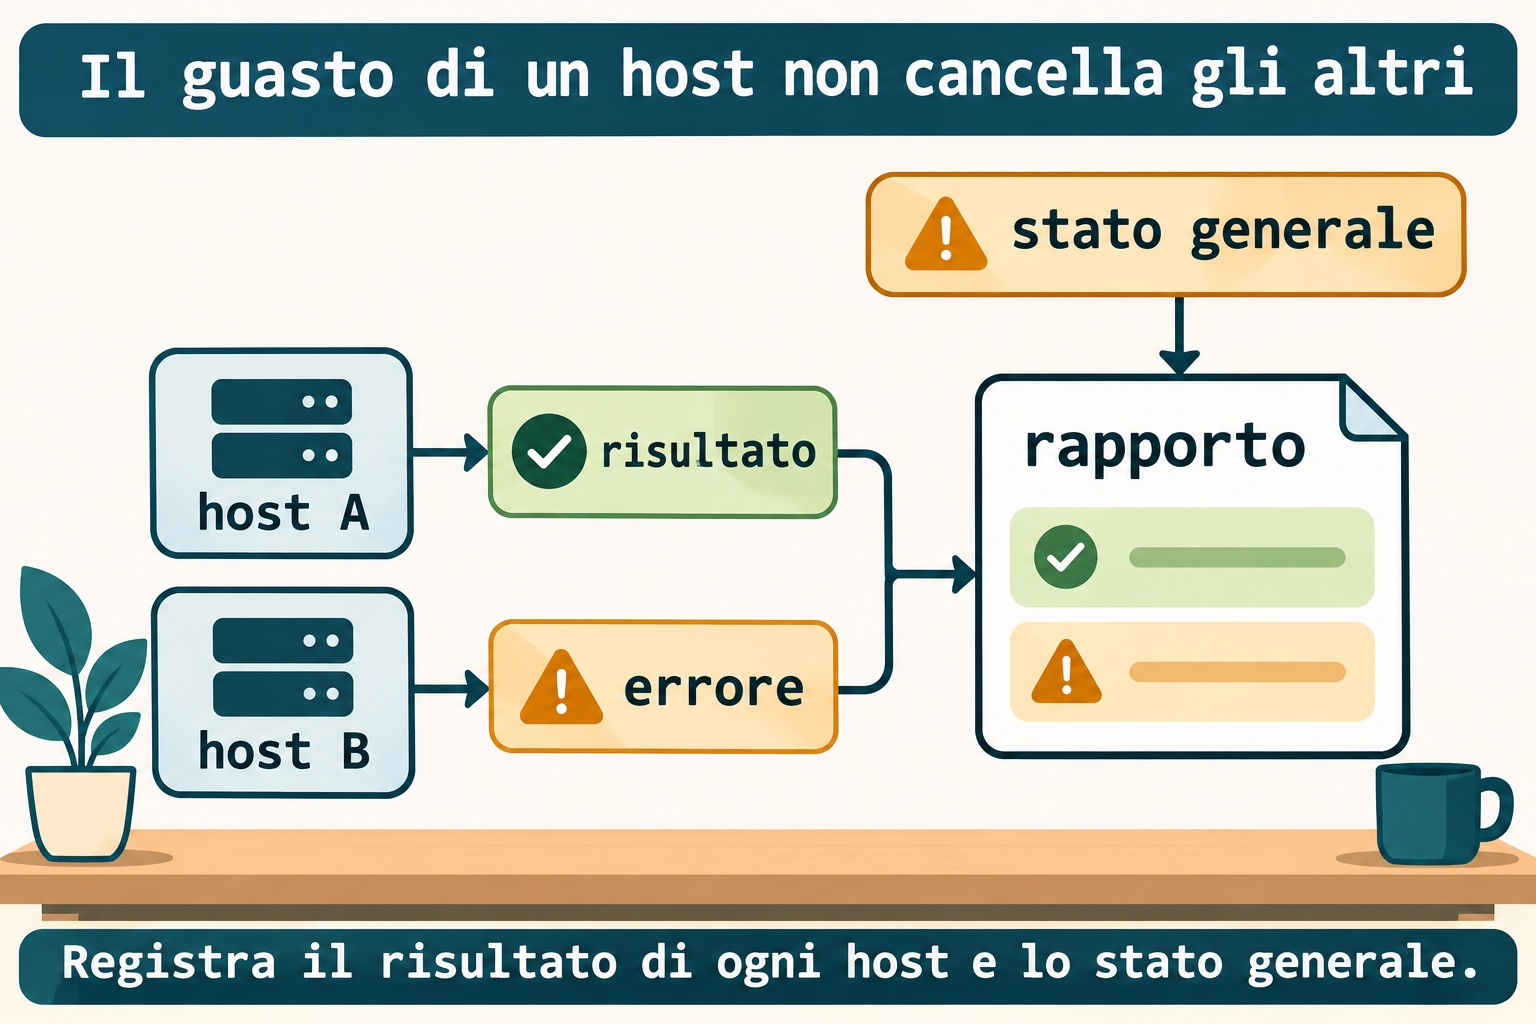 Il guasto di un host non cancella gli altri
stato generale
host A
risultato
rapporto
host B
errore
Registra il risultato di ogni host e lo stato generale.